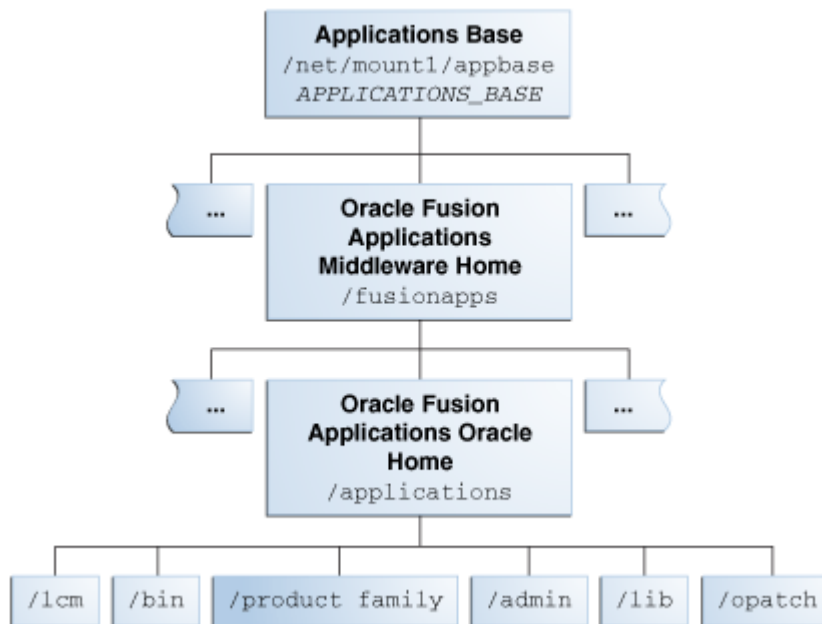 Applications Base
/net/mount1/appbase
APPLICATIONS_BASE
...
Oracle Fusion
Applications
Middleware Home
/fusionapps
...
...
Oracle Fusion
Applications Oracle
Home
/applications
...
/lcm
/bin
/product family
/admin
/lib
/opatch